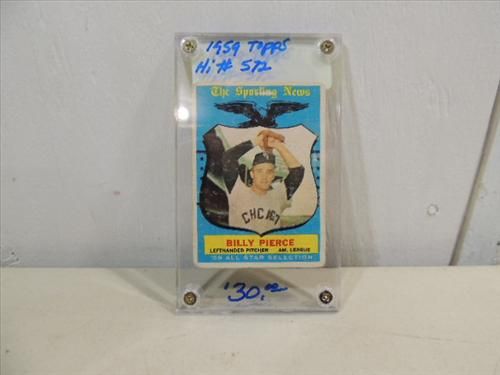 1959 TOPPS
Hi # 572
The Sporting News
CHICAGO
BILLY PIERCE
LEFTHANDED PITCHER AM. LEAGUE
'59 ALL STAR SELECTION
'30.00